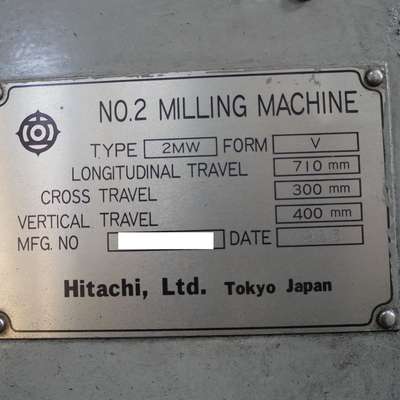 NO.2 MILLING MACHINE
TYPE 2MW FORM V
LONGITUDINAL TRAVEL 710 mm
CROSS TRAVEL 300 mm
VERTICAL TRAVEL 400 mm
MFG. NO DATE
Hitachi, Ltd. Tokyo Japan